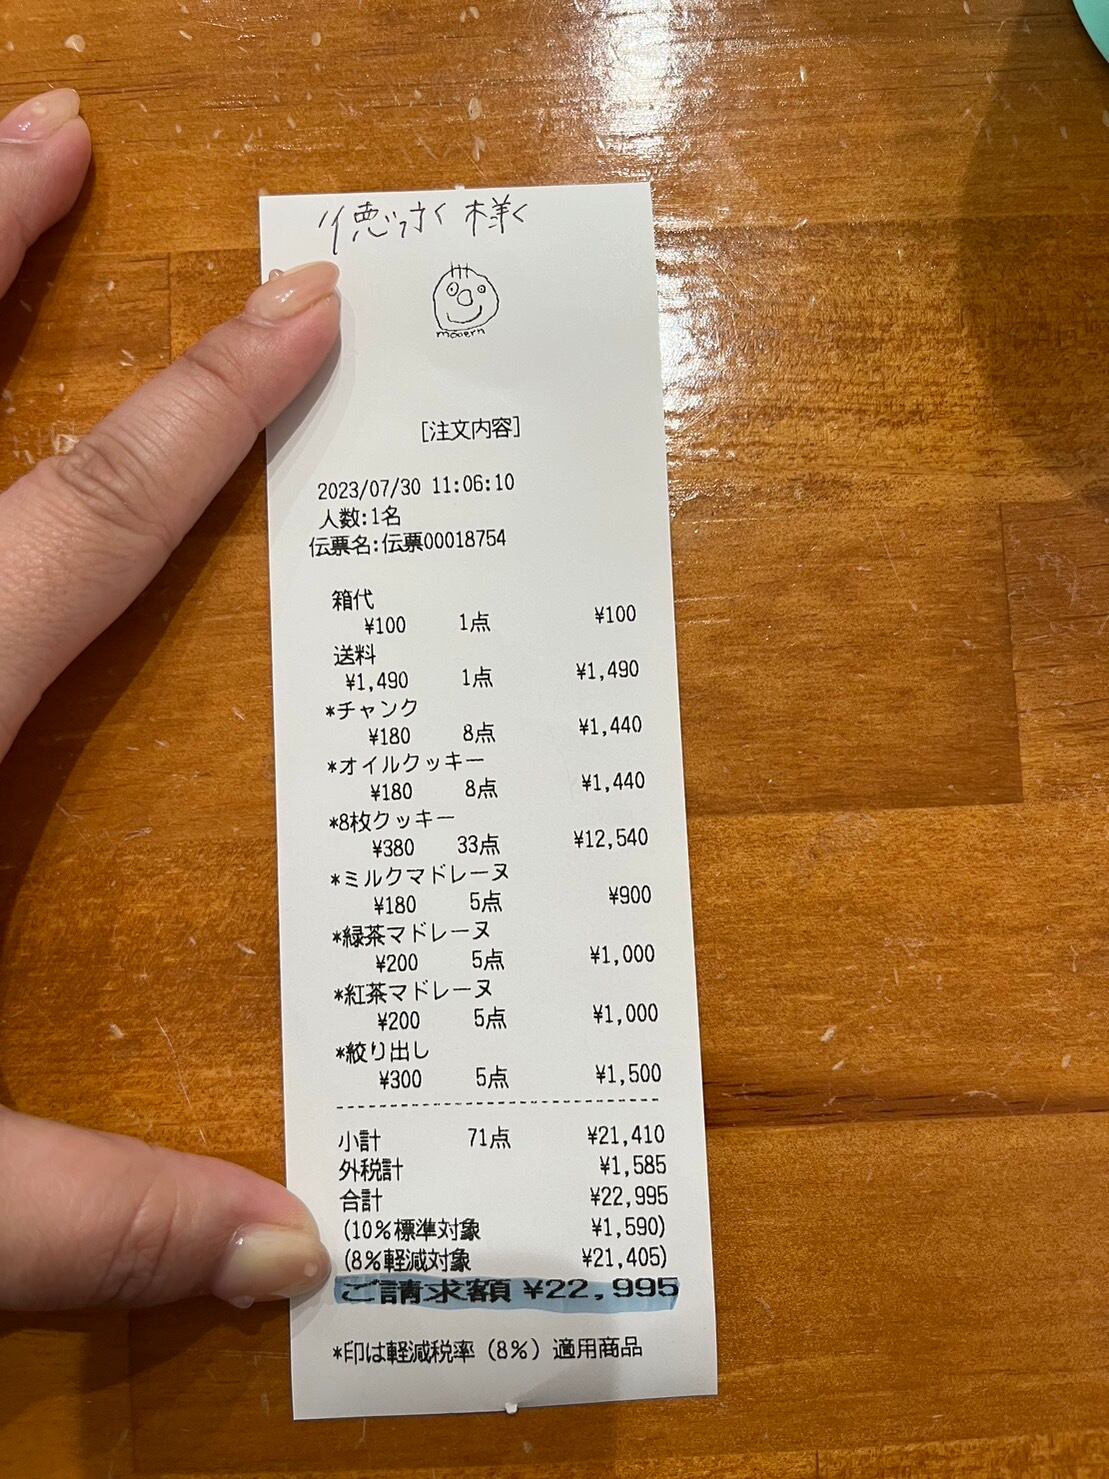 様
modern
[注文内容]
2023/07/30 11:06:10
人数:1名
伝票名:伝票00018754
箱代
¥100 1点 ¥100
送料
¥1,490 1点 ¥1,490
*チャンク
¥180 8点 ¥1,440
*オイルクッキー
¥180 8点 ¥1,440
*8枚クッキー
¥380 33点 ¥12,540
*ミルクマドレーヌ
¥180 5点 ¥900
*緑茶マドレーヌ
¥200 5点 ¥1,000
*紅茶マドレーヌ
¥200 5点 ¥1,000
*絞り出し
¥300 5点 ¥1,500
小計 71点 ¥21,410
外税計 ¥1,585
合計 ¥22,995
(10%標準対象 ¥1,590)
(8%軽減対象 ¥21,405)
ご請求額 ¥22,995
*印は軽減税率（8%）適用商品